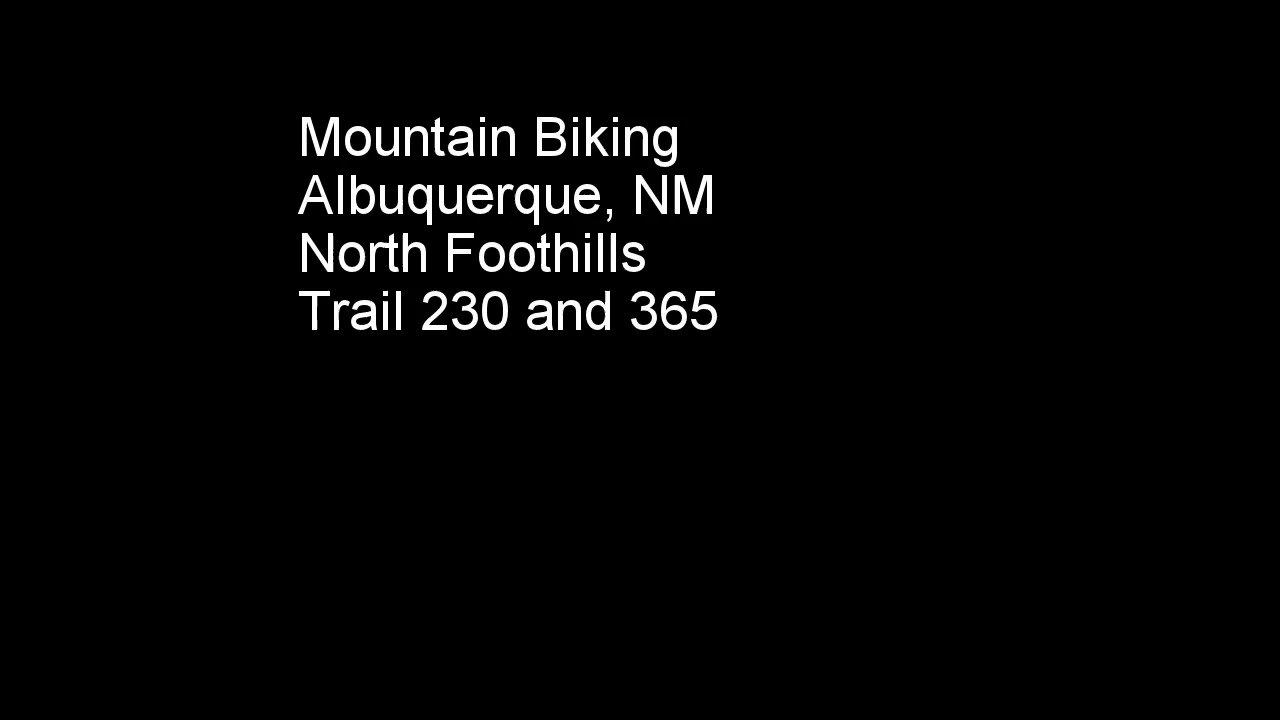 Mountain Biking
Albuquerque, NM
North Foothills
Trail 230 and 365